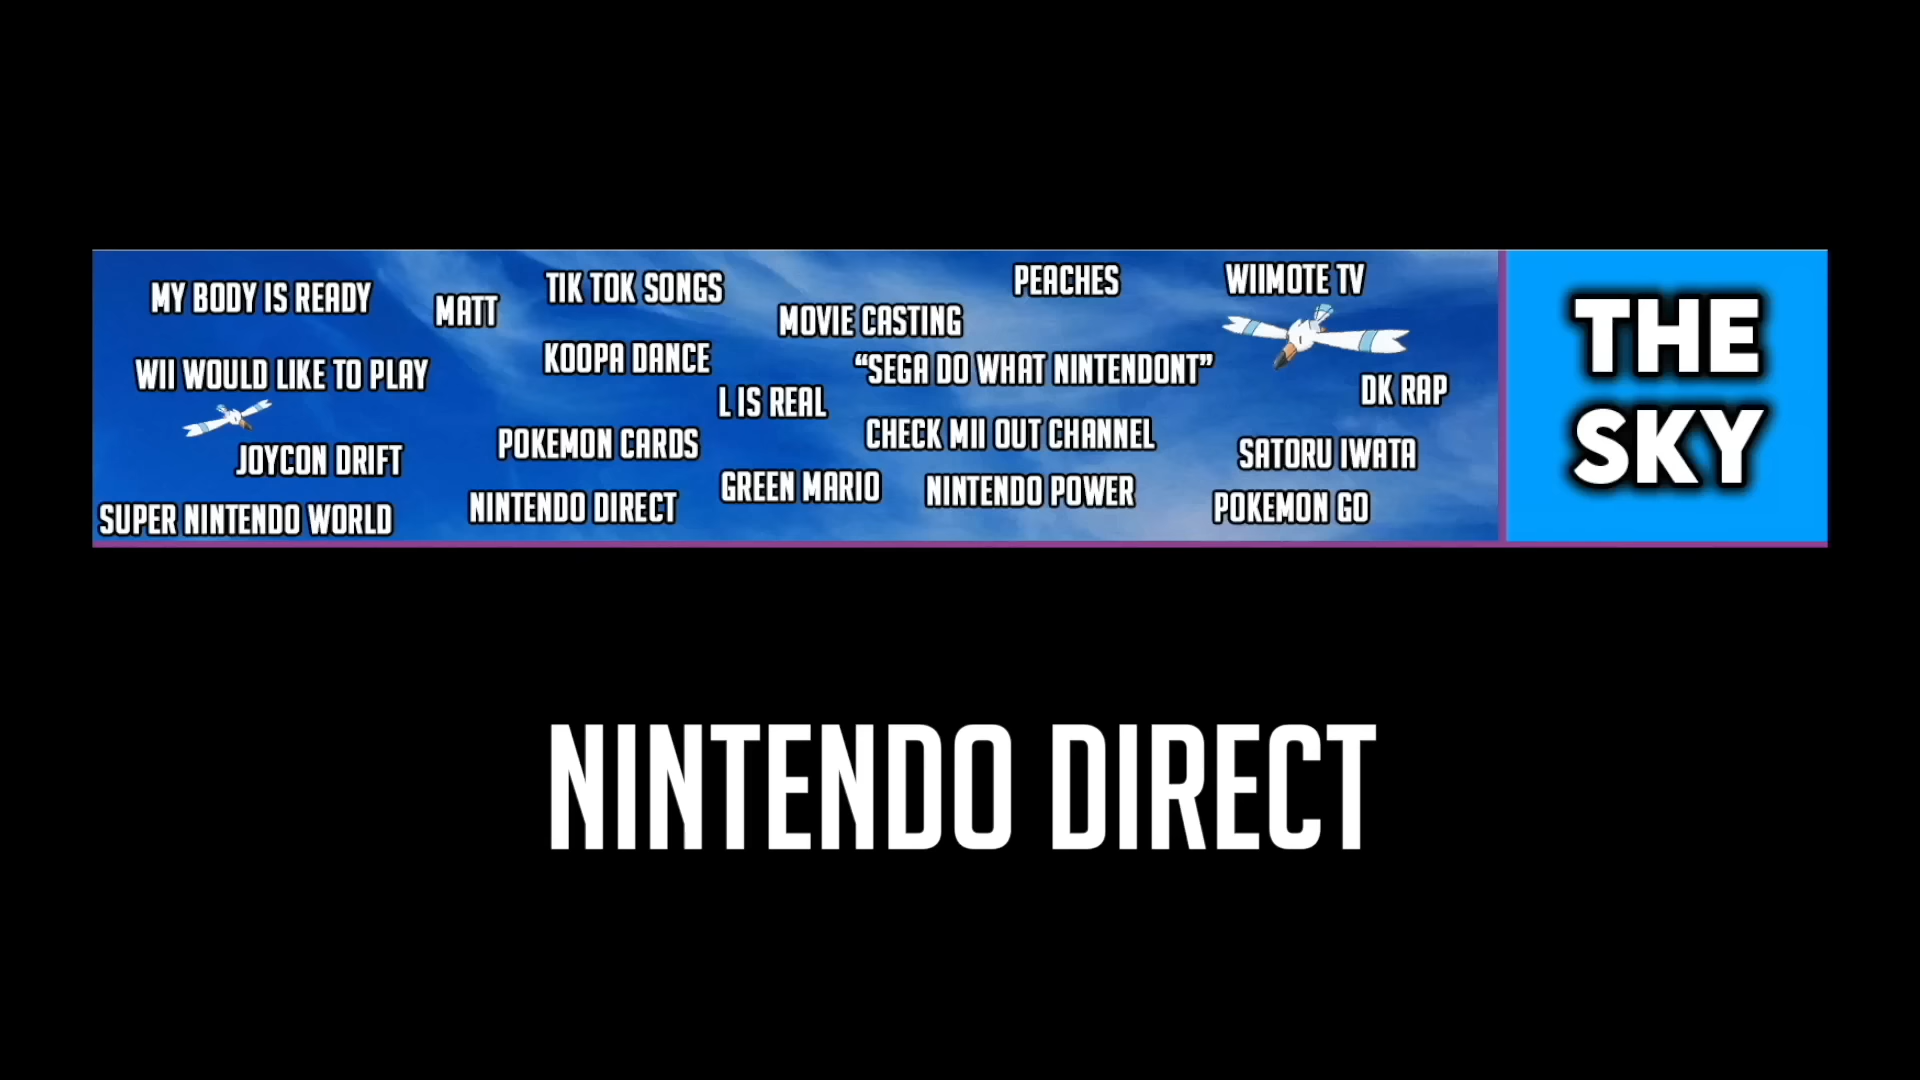 MY BODY IS READY
MATT
TIK TOK SONGS
MOVIE CASTING
PEACHES
WIIMOTE TV
WII WOULD LIKE TO PLAY
KOOPA DANCE
L IS REAL
"SEGA DO WHAT NINTENDONT"
DK RAP
JOYCON DRIFT
POKEMON CARDS
CHECK MII OUT CHANNEL
SATORU IWATA
SUPER NINTENDO WORLD
NINTENDO DIRECT
GREEN MARIO
NINTENDO POWER
POKEMON GO
THE
SKY
NINTENDO DIRECT